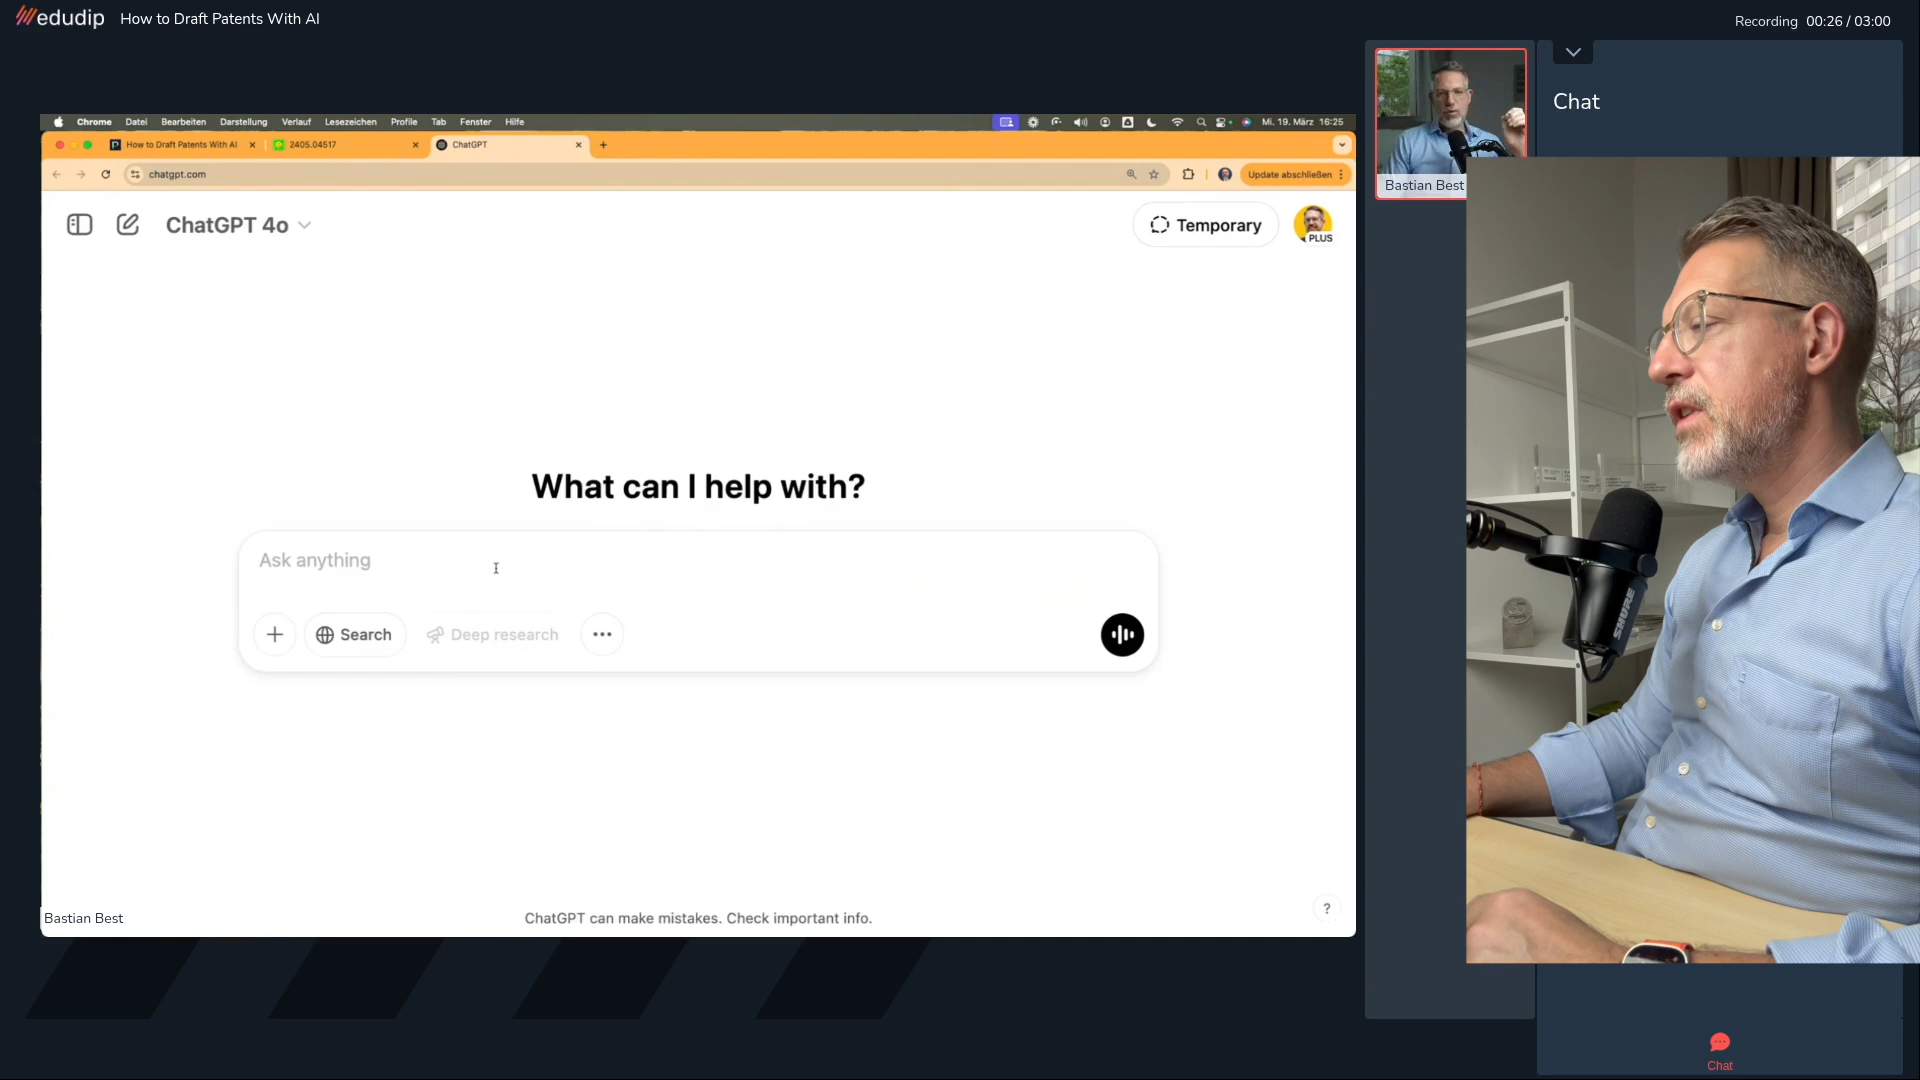 edudip How to Draft Patents With AI
Recording 00:26 / 03:00
Chrome Datei Bearbeiten Darstellung Verlauf Lesezeichen Profile Tab Fenster Hilfe
Mi. 19. März 16:25
How to Draft Patents With AI
2405.04517
ChatGPT
chatgpt.com
Update abschließen
ChatGPT 4o
Temporary
PLUS
What can I help with?
Ask anything
Search
Deep research
ChatGPT can make mistakes. Check important info.
?
Bastian Best
Bastian Best
Chat
SHURE
Chat